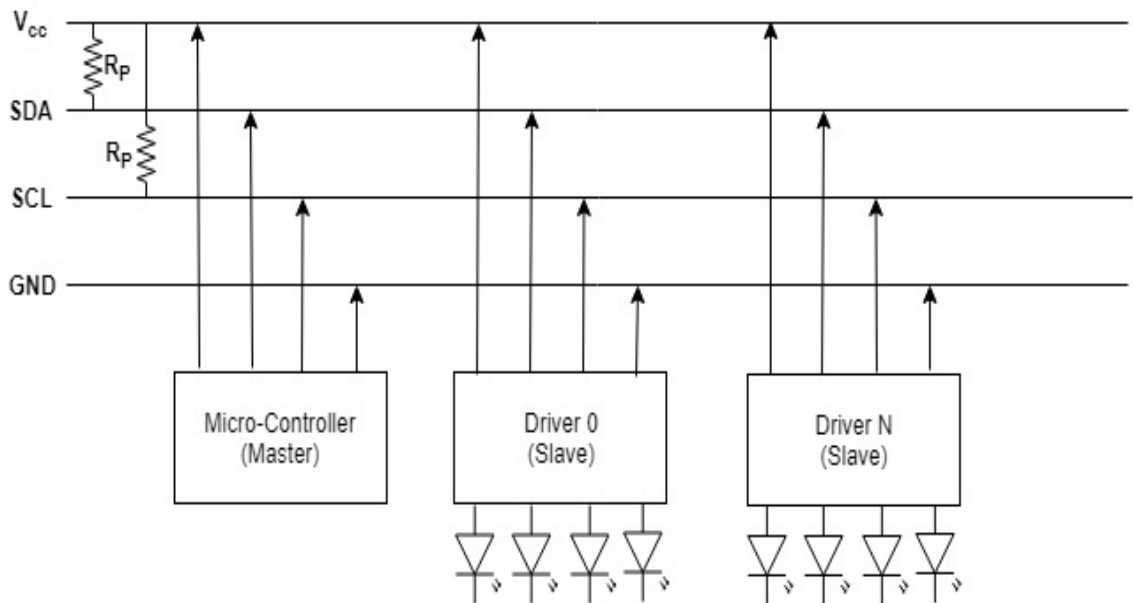 Vcc
RP
SDA
RP
SCL
GND
Micro-Controller
(Master)
Driver 0
(Slave)
Driver N
(Slave)